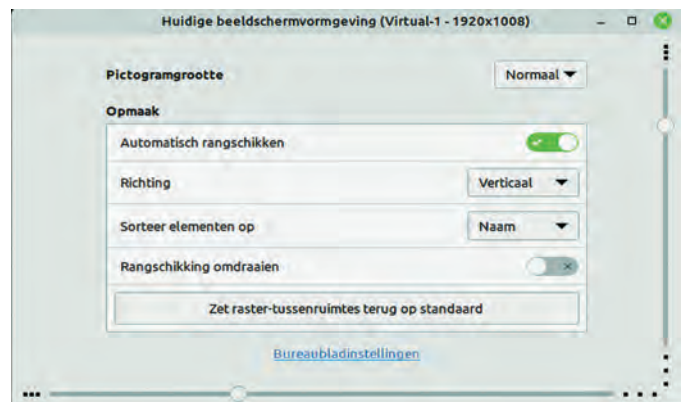 Huidige beeldschermvormgeving (Virtual-1 - 1920x1008)
Pictogramgrootte
Normaal
Opmaak
Automatisch rangschikken
Richting
Verticaal
Sorteer elementen op
Naam
Rangschikking omdraaien
Zet raster-tussenruimtes terug op standaard
Bureaubladinstellingen